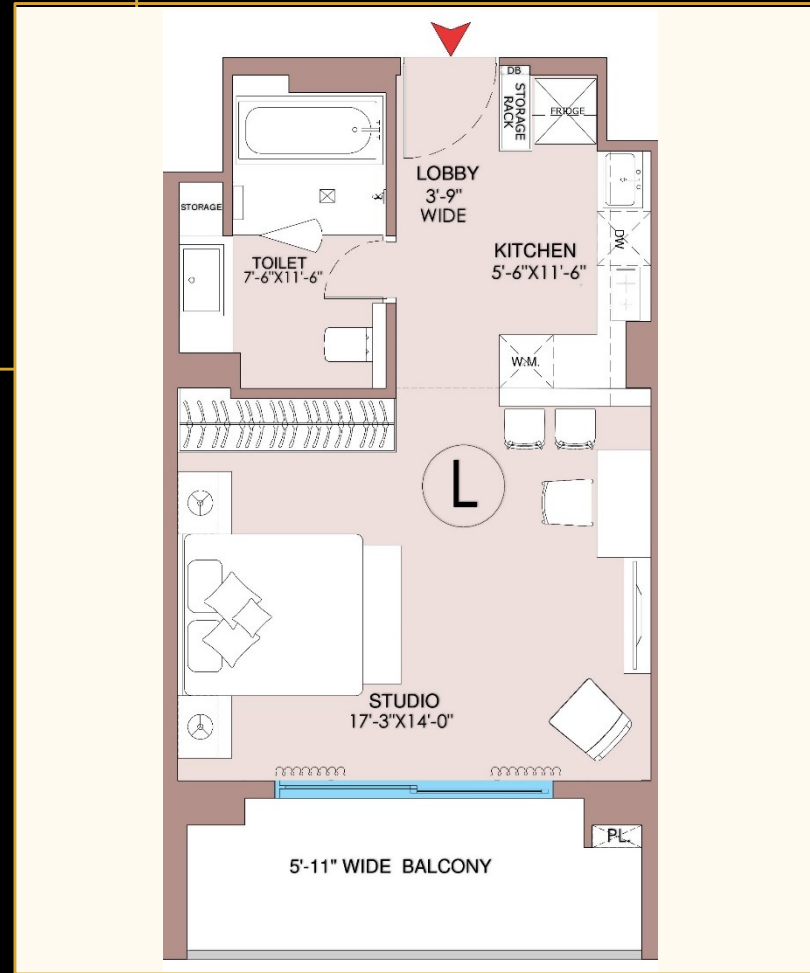 DB
STORAGE
RACK
FRIDGE
LOBBY
3'-9"
WIDE
STORAGE
TOILET
7'-6"X11'-6"
KITCHEN
5'-6"X11'-6"
DW
W.M.
L
STUDIO
17'-3"X14'-0"
PL.
5'-11" WIDE BALCONY